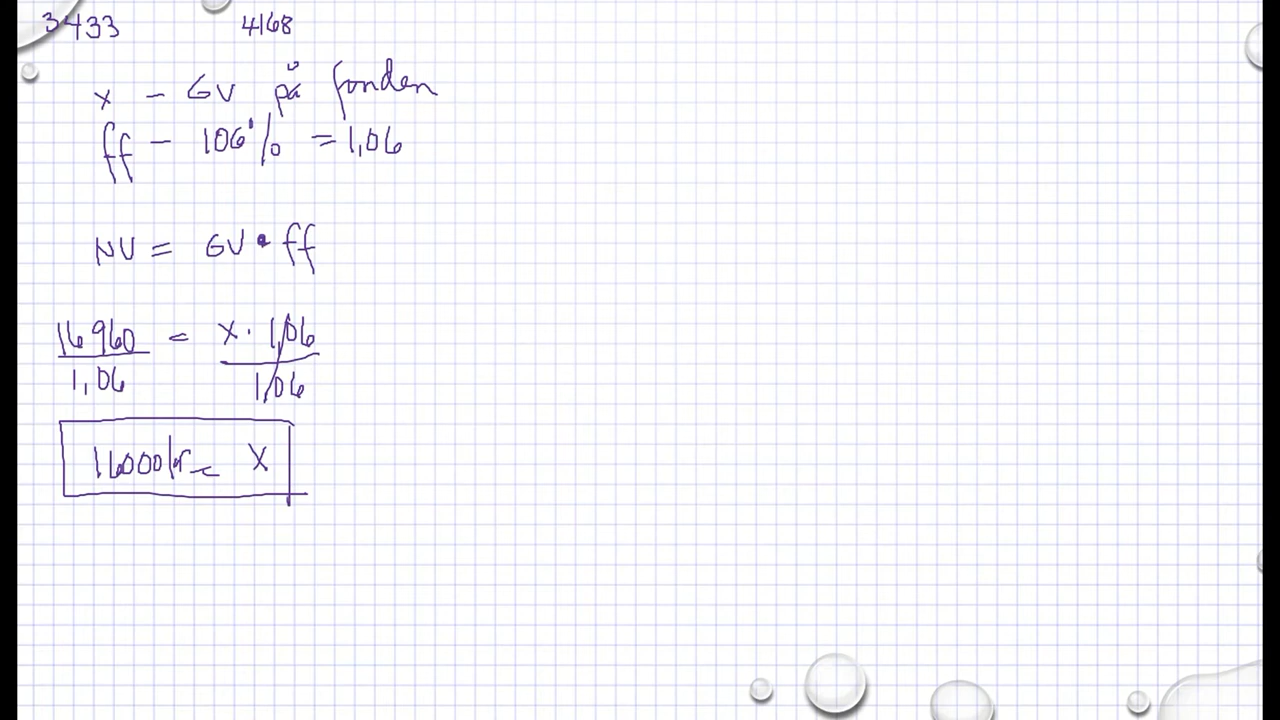 3433 4168
x - GV på fonden
ff - 106% = 1,06
NV = GV • ff
16 960 = x · 1,06
1,06 1,06
16000kr = x